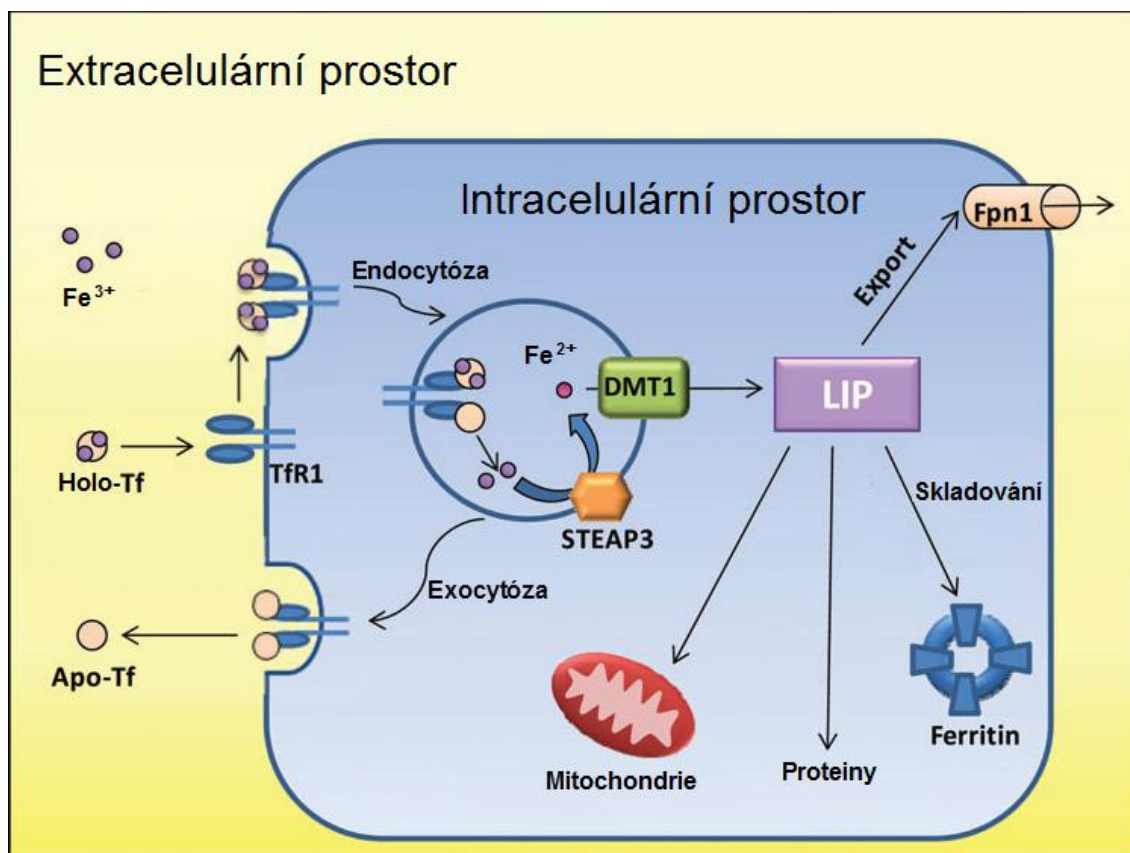 Extracelulární prostor
Intracelulární prostor
Fpn1
Export
Fe3+
Endocytóza
Fe2+
DMT1
LIP
Holo-Tf
TfR1
STEAP3
Skladování
Exocytóza
Apo-Tf
Mitochondrie
Proteiny
Ferritin